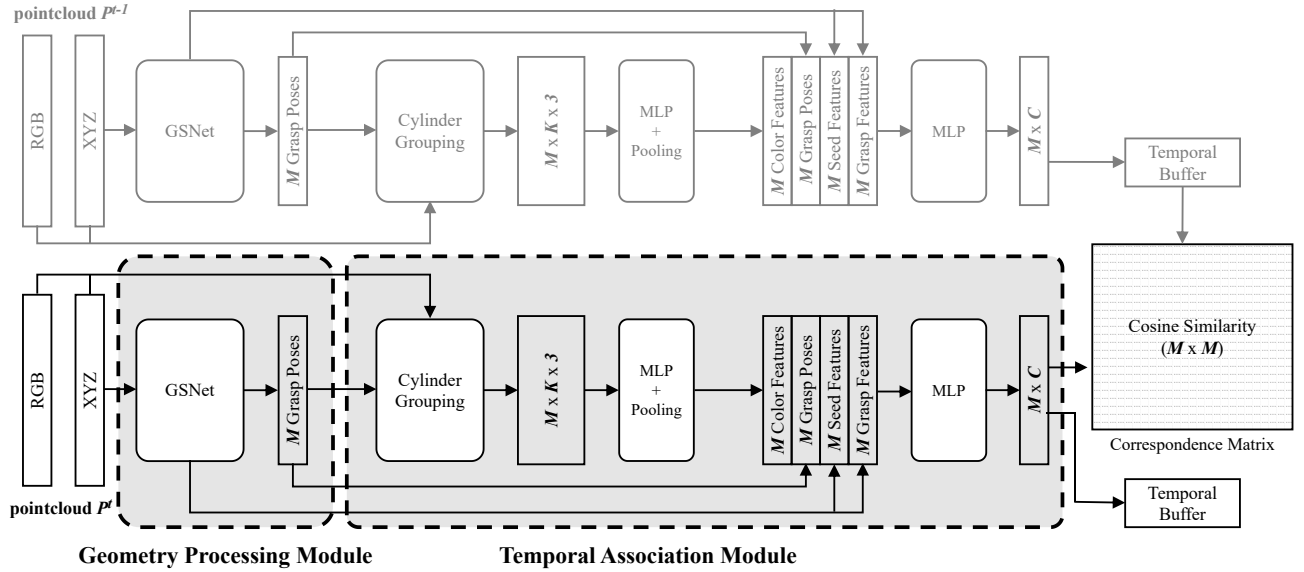 pointcloud P^{t-1}
RGB
XYZ
GSNet
M Grasp Poses
Cylinder
Grouping
M x K x 3
MLP
+
Pooling
M Color Features
M Grasp Poses
M Seed Features
M Grasp Features
MLP
M x C
Temporal
Buffer
RGB
XYZ
GSNet
M Grasp Poses
Cylinder
Grouping
M x K x 3
MLP
+
Pooling
M Color Features
M Grasp Poses
M Seed Features
M Grasp Features
MLP
M x C
Cosine Similarity
(M x M)
Correspondence Matrix
pointcloud P^t
Temporal
Buffer
Geometry Processing Module
Temporal Association Module